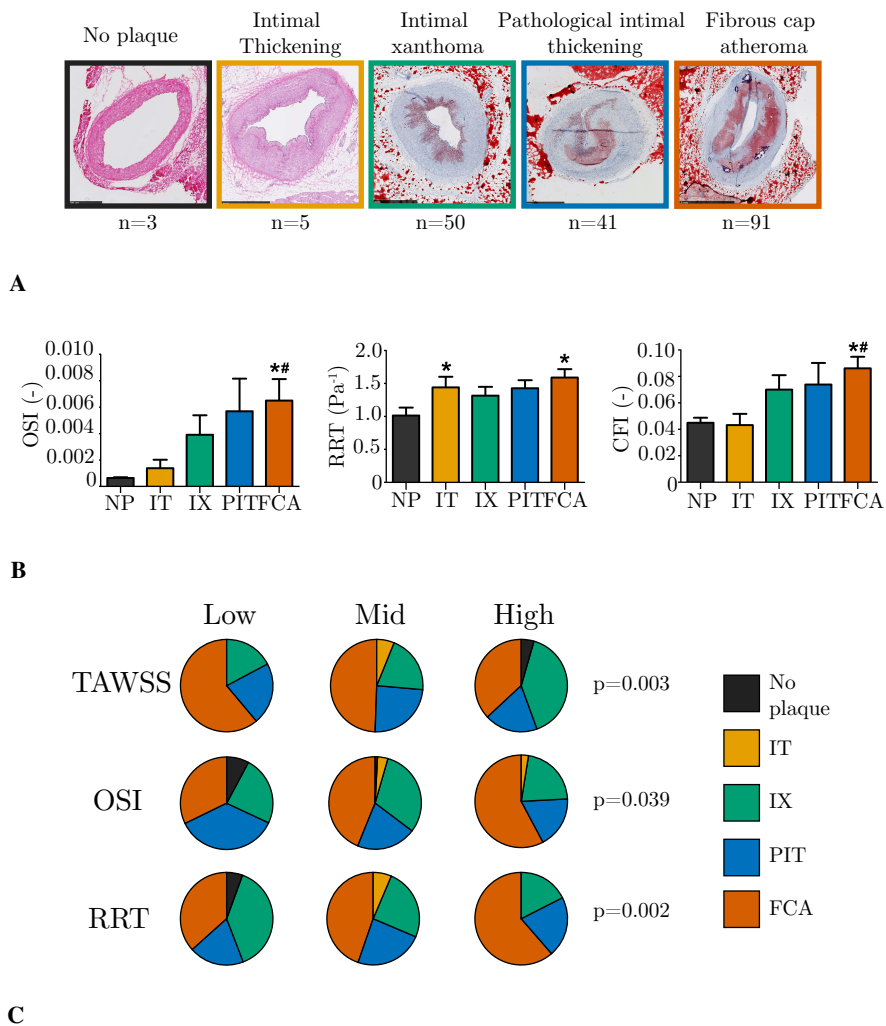 No plaque
Intimal
Thickening
Intimal
xanthoma
Pathological intimal
thickening
Fibrous cap
atheroma
n=3
n=5
n=50
n=41
n=91
A
OSI (-)
0.010
0.008
0.006
0.004
0.002
0
*#
NP IT IX PIT FCA
RRT (Pa⁻¹)
2.0
1.5
1.0
0.5
0
*
*
NP IT IX PIT FCA
CFI (-)
0.10
0.08
0.06
0.04
0.02
0
*#
NP IT IX PIT FCA
B
Low Mid High
TAWSS
p=0.003
OSI
p=0.039
RRT
p=0.002
No
plaque
IT
IX
PIT
FCA
C